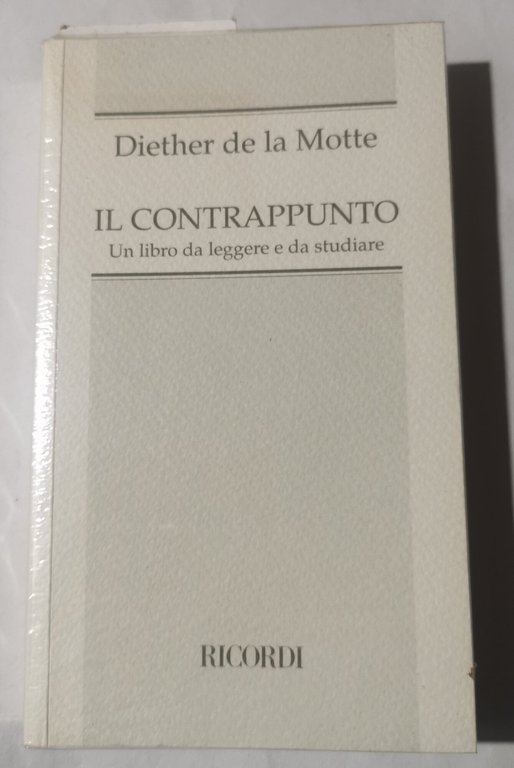 Diether de la Motte
IL CONTRAPPUNTO
Un libro da leggere e da studiare
RICORDI